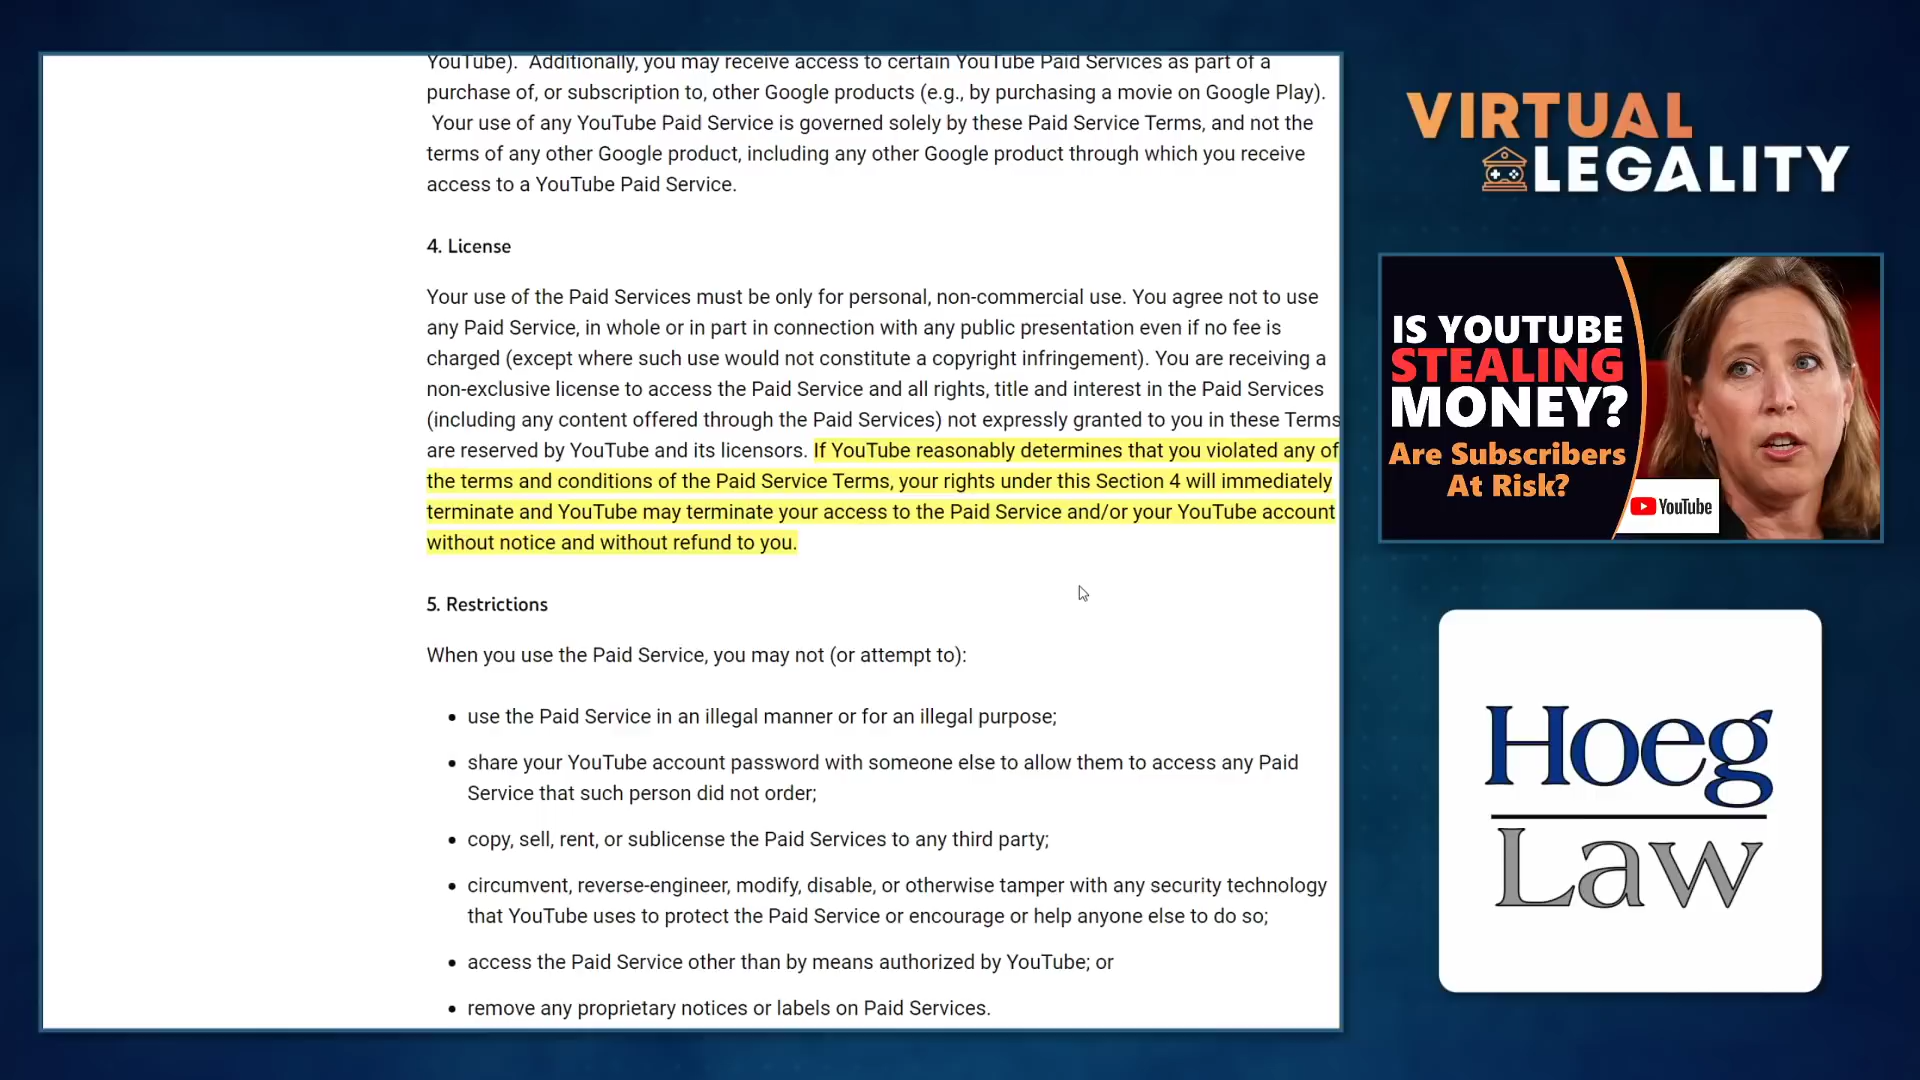 YouTube).  Additionally, you may receive access to certain YouTube Paid Services as part of a
purchase of, or subscription to, other Google products (e.g., by purchasing a movie on Google Play).
Your use of any YouTube Paid Service is governed solely by these Paid Service Terms, and not the
terms of any other Google product, including any other Google product through which you receive
access to a YouTube Paid Service.
4. License
Your use of the Paid Services must be only for personal, non-commercial use. You agree not to use
any Paid Service, in whole or in part in connection with any public presentation even if no fee is
charged (except where such use would not constitute a copyright infringement). You are receiving a
non-exclusive license to access the Paid Service and all rights, title and interest in the Paid Services
(including any content offered through the Paid Services) not expressly granted to you in these Terms
are reserved by YouTube and its licensors. If YouTube reasonably determines that you violated any of
the terms and conditions of the Paid Service Terms, your rights under this Section 4 will immediately
terminate and YouTube may terminate your access to the Paid Service and/or your YouTube account
without notice and without refund to you.
5. Restrictions
When you use the Paid Service, you may not (or attempt to):
• use the Paid Service in an illegal manner or for an illegal purpose;
• share your YouTube account password with someone else to allow them to access any Paid
Service that such person did not order;
• copy, sell, rent, or sublicense the Paid Services to any third party;
• circumvent, reverse-engineer, modify, disable, or otherwise tamper with any security technology
that YouTube uses to protect the Paid Service or encourage or help anyone else to do so;
• access the Paid Service other than by means authorized by YouTube; or
• remove any proprietary notices or labels on Paid Services.
VIRTUAL
LEGALITY
IS YOUTUBE
STEALING
MONEY?
Are Subscribers
At Risk?
YouTube
Hoeg
Law